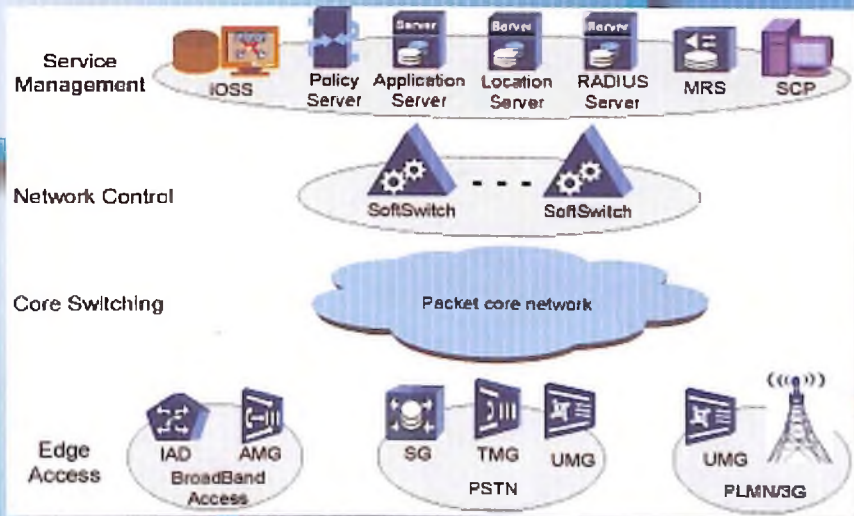 Service
Management
iOSS
Policy
Server
Server
Application
Server
Server
Location
Server
Server
RADIUS
Server
MRS
SCP
Network Control
SoftSwitch
SoftSwitch
Core Switching
Packet core network
Edge
Access
IAD
AMG
BroadBand
Access
SG
TMG
UMG
PSTN
UMG
PLMN/3G